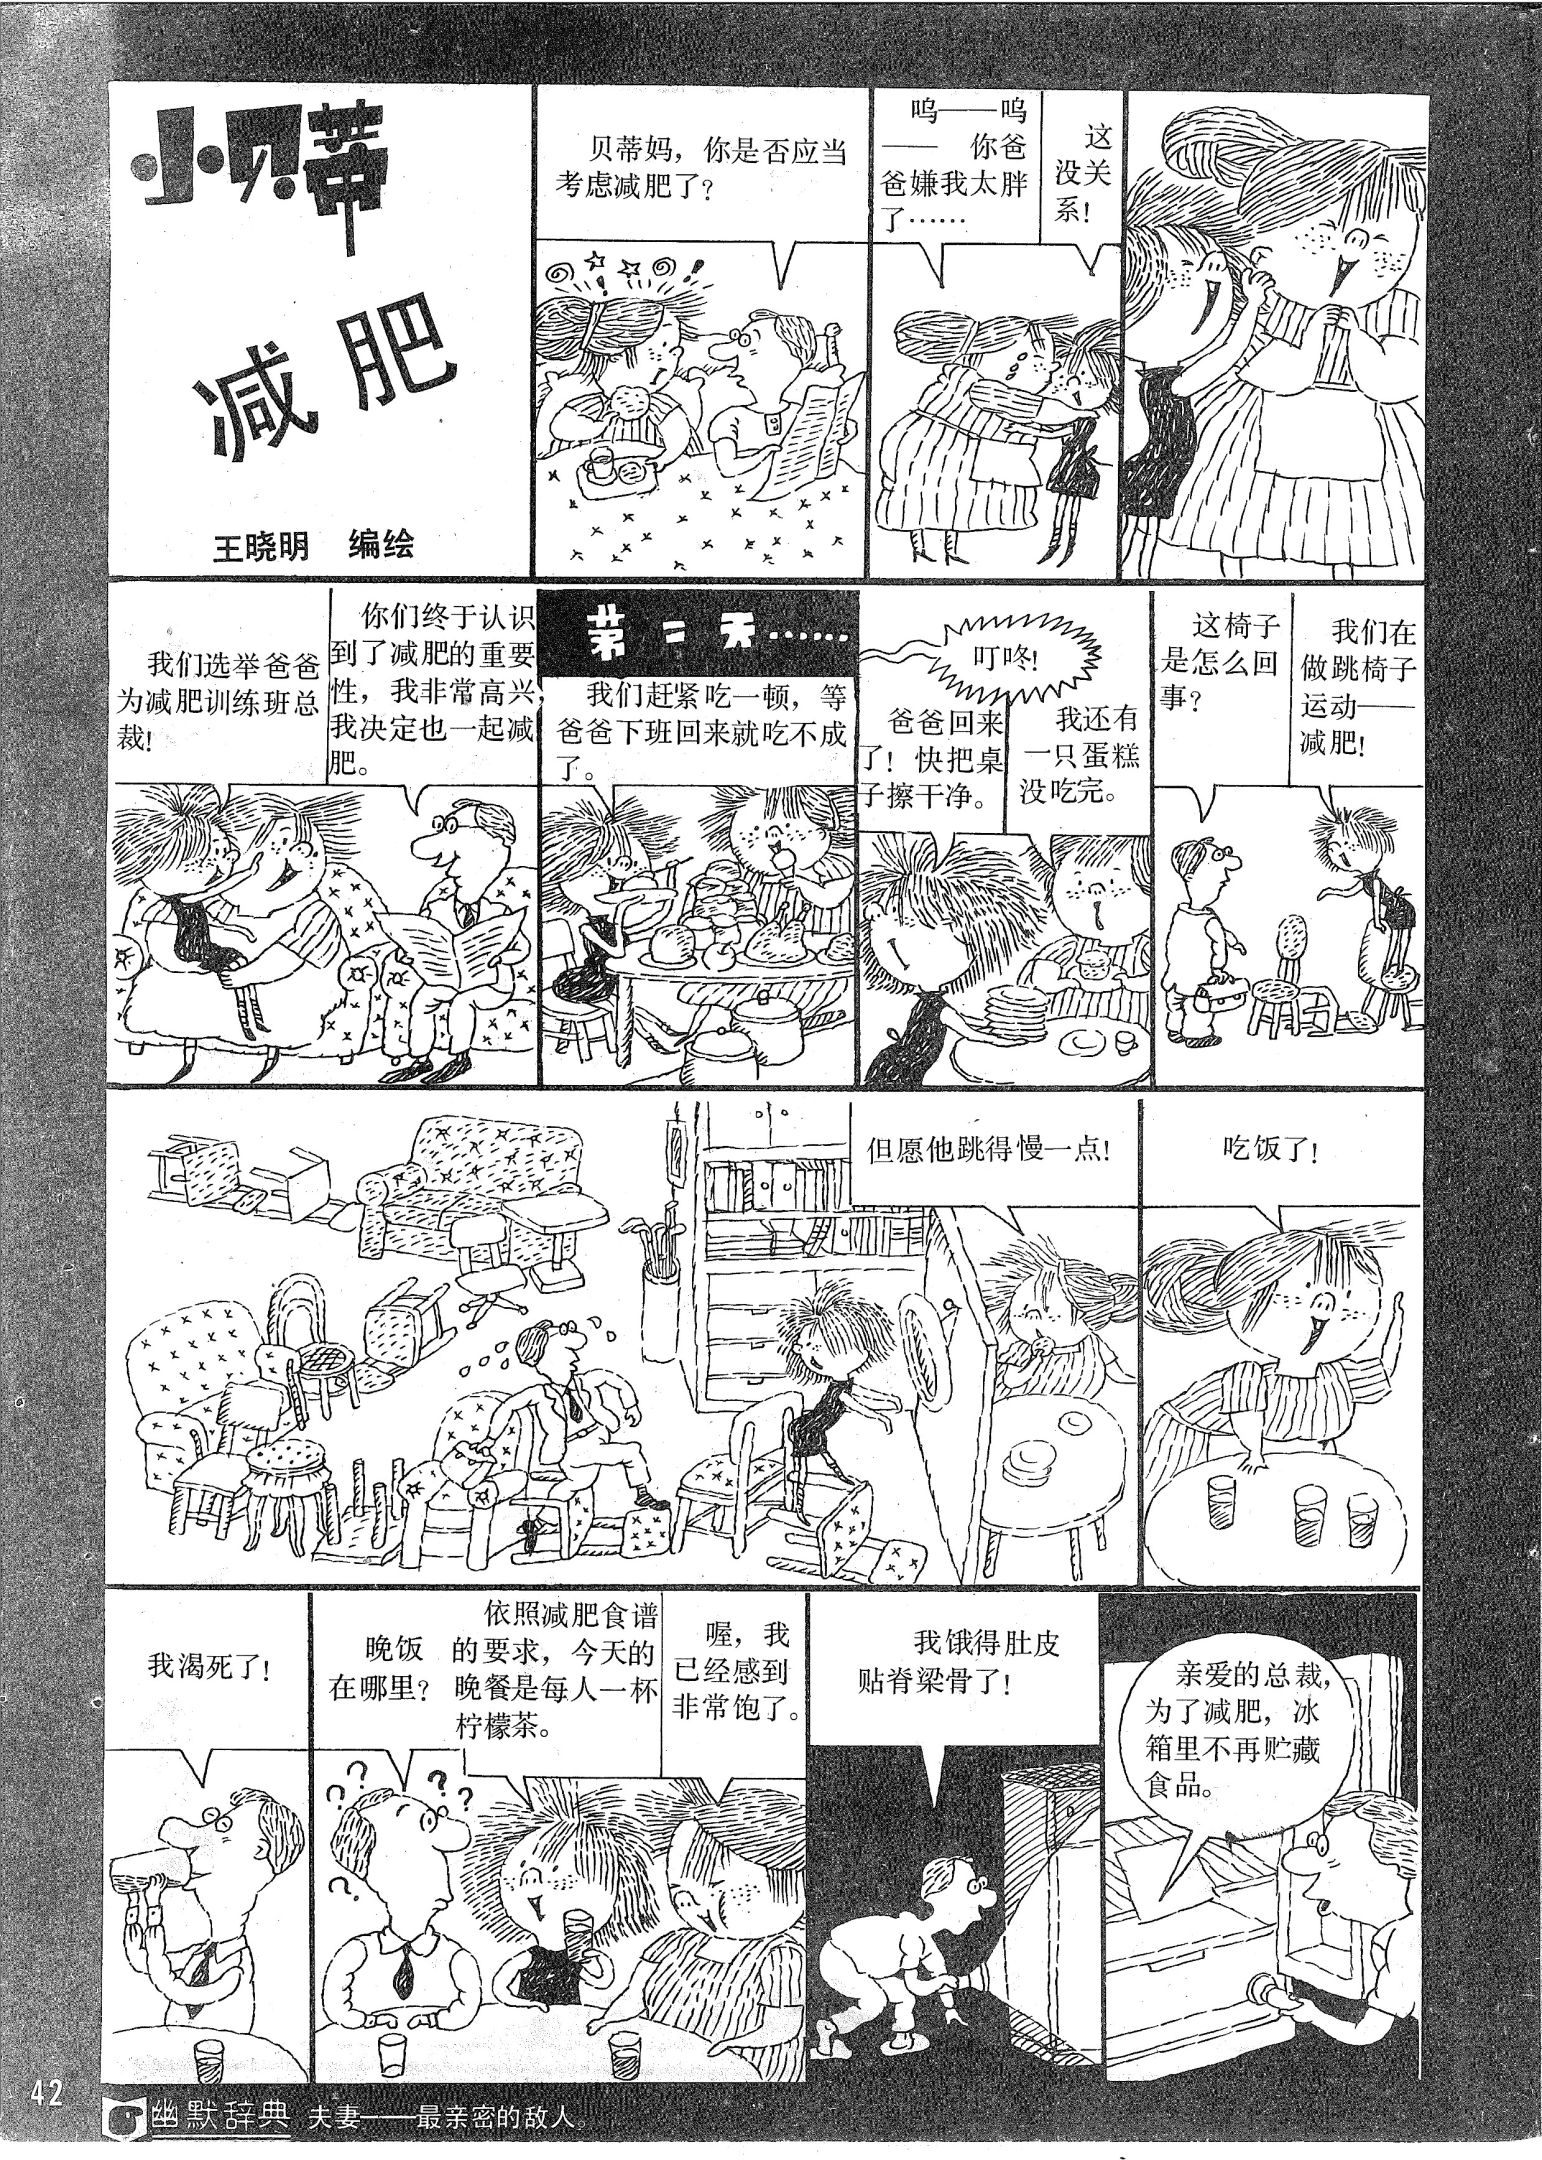 小贝蒂
减肥
王晓明 编绘
贝蒂妈，你是否应当
考虑减肥了？
呜——呜
—— 你爸
爸嫌我太胖
了……
这
没关
系！
我们选举爸爸
为减肥训练班总
裁！
你们终于认识
到了减肥的重要
性，我非常高兴，
我决定也一起减
肥。
第二天……
我们赶紧吃一顿，等
爸爸下班回来就吃不成
了。
叮咚！
爸爸回来
了！快把桌
子擦干净。
我还有
一只蛋糕
没吃完。
这椅子
是怎么回
事？
我们在
做跳椅子
运动——
减肥！
但愿他跳得慢一点！
吃饭了！
我渴死了！
晚饭
在哪里？
依照减肥食谱
的要求，今天的
晚餐是每人一杯
柠檬茶。
喔，我
已经感到
非常饱了。
我饿得肚皮
贴脊梁骨了！
亲爱的总裁，
为了减肥，冰
箱里不再贮藏
食品。
42
幽默辞典 夫妻——最亲密的敌人。